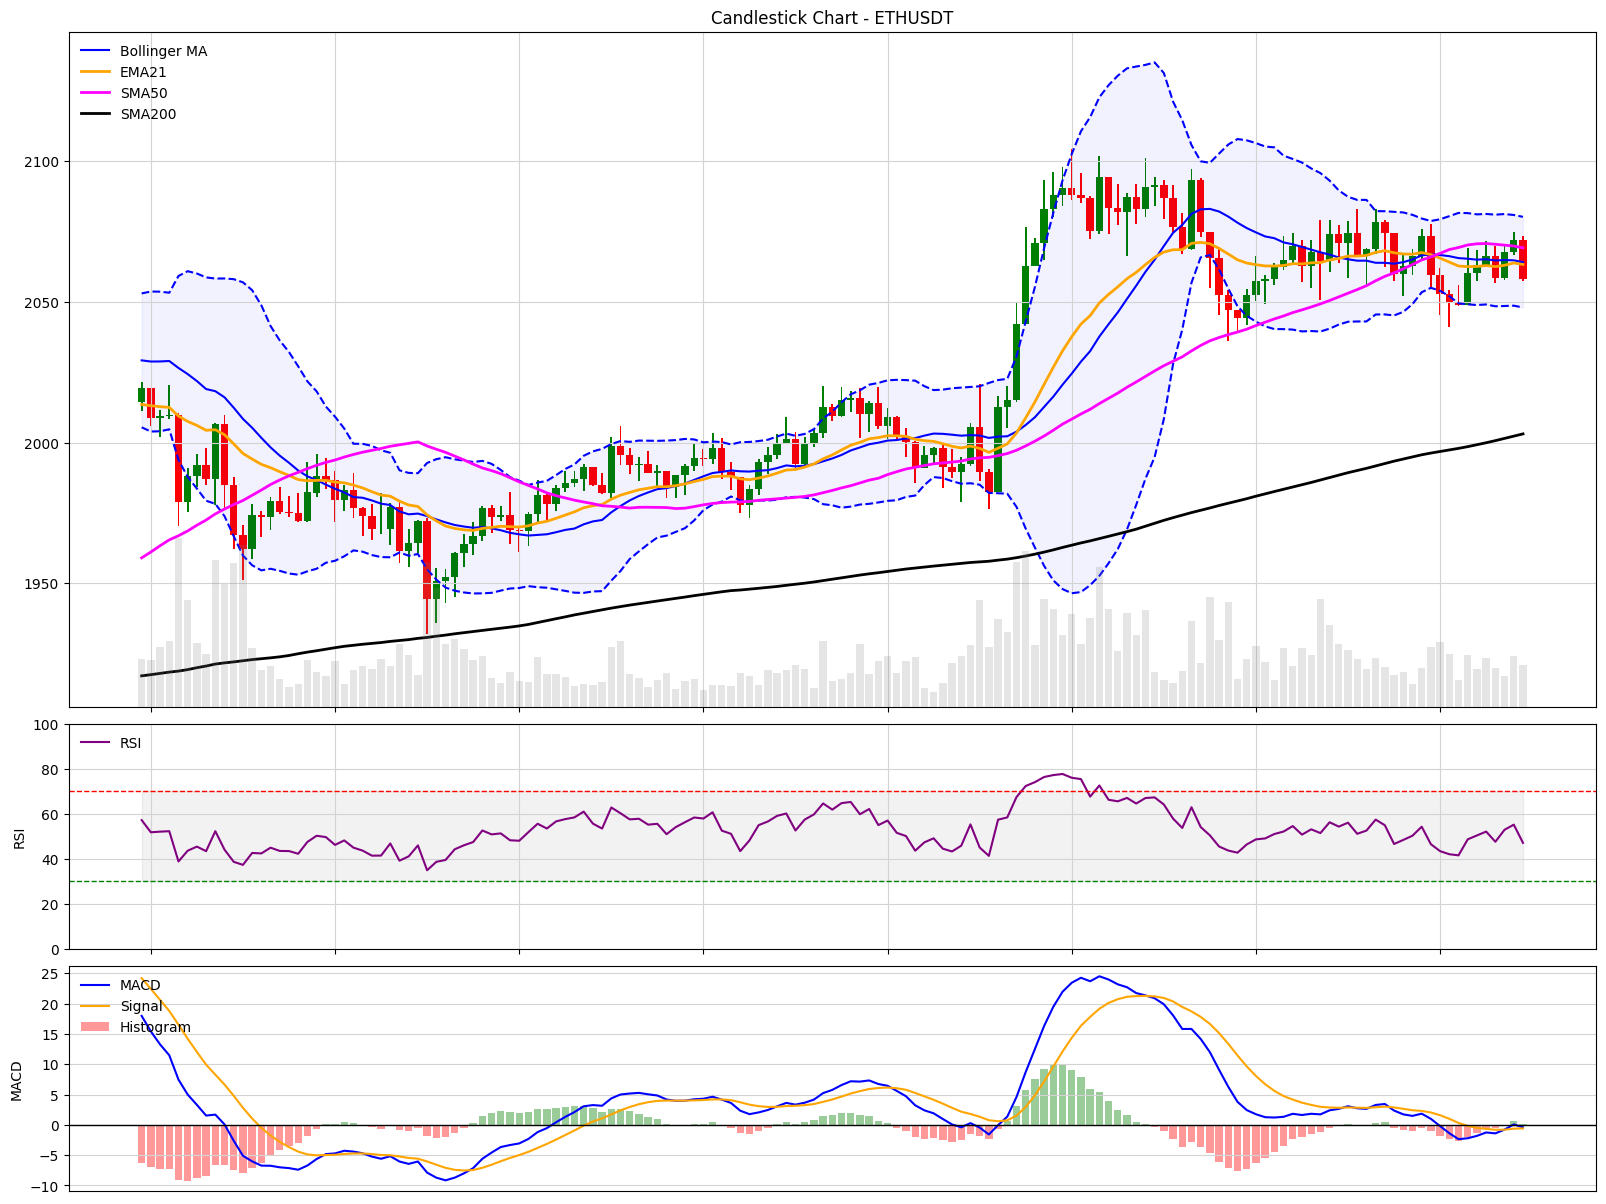 Candlestick Chart - ETHUSDT
Bollinger MA
EMA21
SMA50
SMA200
2100
2050
2000
1950
RSI
100
80
60
40
20
0
RSI
MACD
Signal
Histogram
25
20
15
10
5
0
−5
−10
MACD